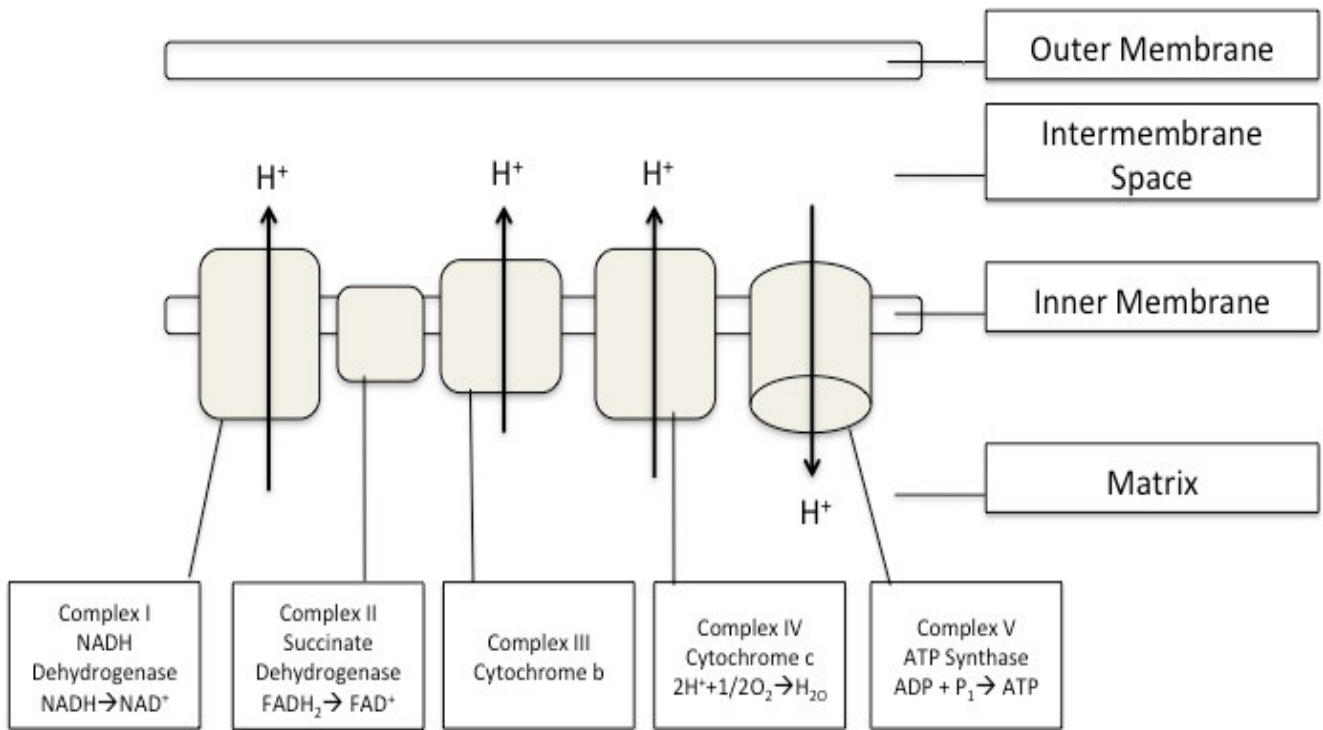 Outer Membrane
Intermembrane
Space
H⁺
H⁺
H⁺
Inner Membrane
Matrix
H⁺
Complex I
NADH
Dehydrogenase
NADH→NAD⁺
Complex II
Succinate
Dehydrogenase
FADH₂→ FAD⁺
Complex III
Cytochrome b
Complex IV
Cytochrome c
2H⁺+1/2O₂→H₂₀
Complex V
ATP Synthase
ADP + P₁→ ATP